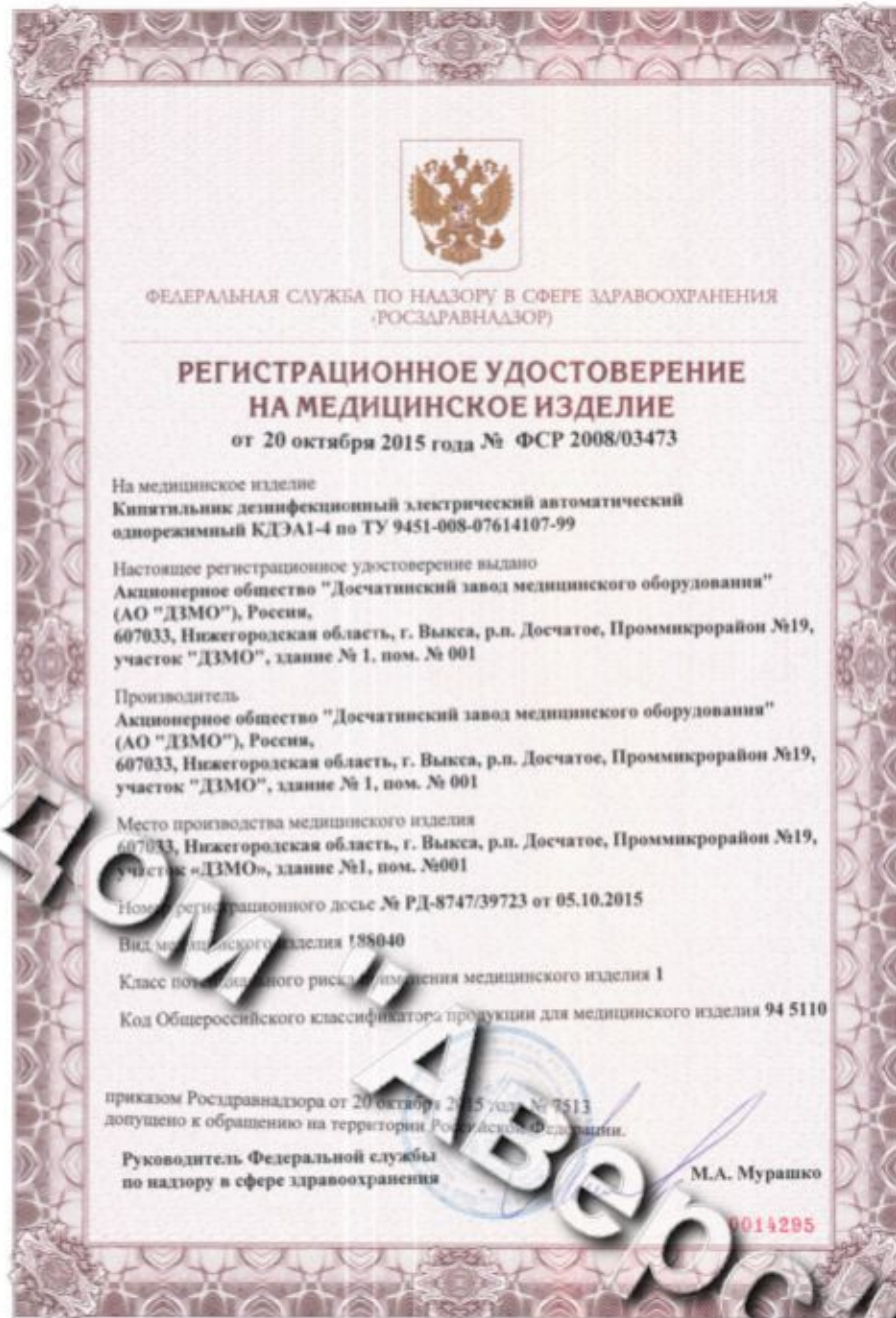 ФЕДЕРАЛЬНАЯ СЛУЖБА ПО НАДЗОРУ В СФЕРЕ ЗДРАВООХРАНЕНИЯ
(РОСЗДРАВНАДЗОР)
РЕГИСТРАЦИОННОЕ УДОСТОВЕРЕНИЕ
НА МЕДИЦИНСКОЕ ИЗДЕЛИЕ
от 20 октября 2015 года № ФСР 2008/03473
На медицинское изделие
Кипятильник дезинфекционный электрический автоматический
однорежимный КДЭА1-4 по ТУ 9451-008-07614107-99
Настоящее регистрационное удостоверение выдано
Акционерное общество "Досчатинский завод медицинского оборудования"
(АО "ДЗМО"), Россия,
607033, Нижегородская область, г. Выкса, р.п. Досчатое, Проммикрорайон №19,
участок "ДЗМО", здание № 1, пом. № 001
Производитель
Акционерное общество "Досчатинский завод медицинского оборудования"
(АО "ДЗМО"), Россия,
607033, Нижегородская область, г. Выкса, р.п. Досчатое, Проммикрорайон №19,
участок "ДЗМО", здание № 1, пом. № 001
Место производства медицинского изделия
607033, Нижегородская область, г. Выкса, р.п. Досчатое, Проммикрорайон №19,
участок «ДЗМО», здание №1, пом. №001
Номер регистрационного досье № РД-8747/39723 от 05.10.2015
Вид медицинского изделия 188040
Класс потенциального риска применения медицинского изделия 1
Код Общероссийского классификатора продукции для медицинского изделия 94 5110
приказом Росздравнадзора от 20 октября 2015 года № 7513
допущено к обращению на территории Российской Федерации.
Руководитель Федеральной службы
по надзору в сфере здравоохранения
М.А. Мурашко
0014295
ДОМ "Аверс"